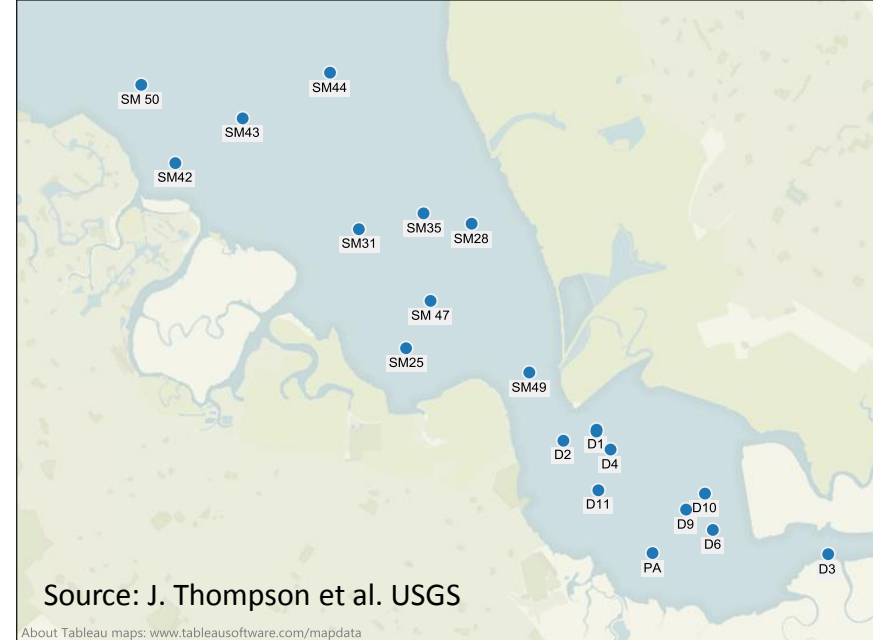 SM44
SM 50
SM43
SM42
SM35
SM28
SM31
SM 47
SM25
SM49
D1
D2
D4
D11
D10
D9
D6
PA
D3
Source: J. Thompson et al. USGS
About Tableau maps: www.tableausoftware.com/mapdata